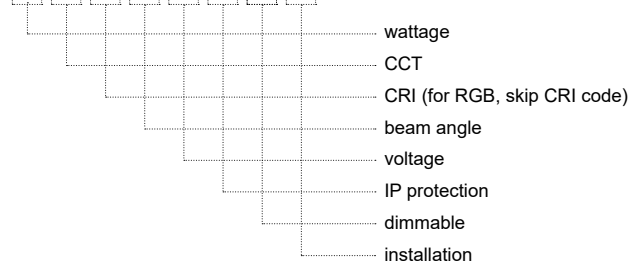 wattage
CCT
CRI (for RGB, skip CRI code)
beam angle
voltage
IP protection
dimmable
installation